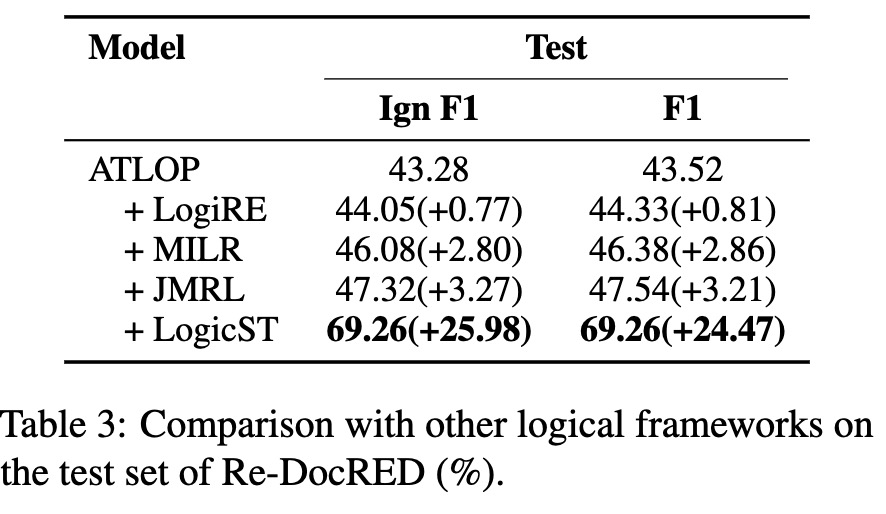 Model Test
Ign F1 F1
ATLOP 43.28 43.52
+ LogiRE 44.05(+0.77) 44.33(+0.81)
+ MILR 46.08(+2.80) 46.38(+2.86)
+ JMRL 47.32(+3.27) 47.54(+3.21)
+ LogicST 69.26(+25.98) 69.26(+24.47)
Table 3: Comparison with other logical frameworks on
the test set of Re-DocRED (%).